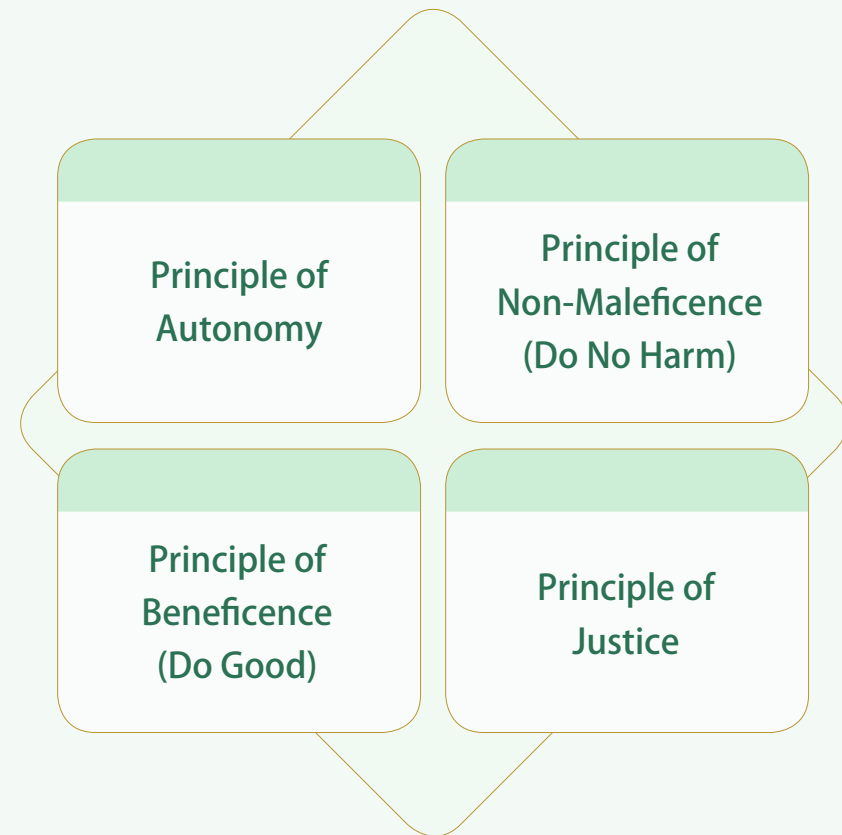 Principle of
Autonomy
Principle of
Non-Maleficence
(Do No Harm)
Principle of
Beneficence
(Do Good)
Principle of
Justice